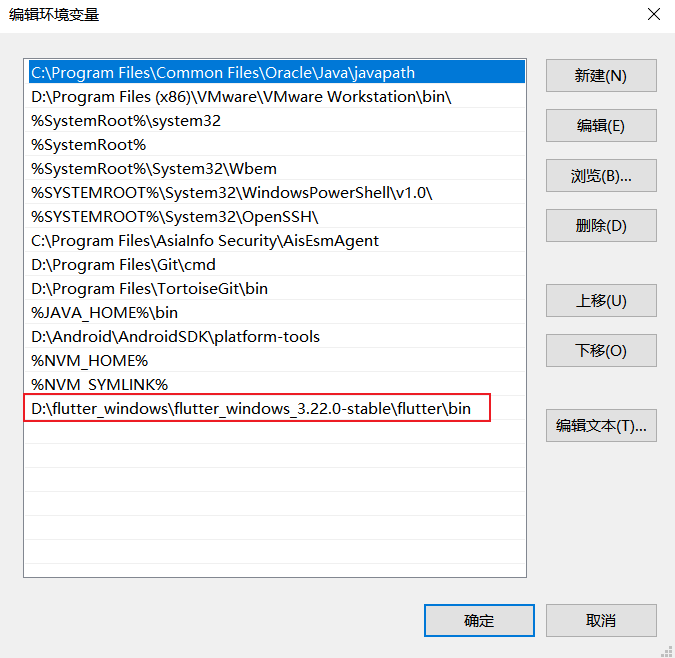 编辑环境变量
C:\Program Files\Common Files\Oracle\Java\javapath
D:\Program Files (x86)\VMware\VMware Workstation\bin\
%SystemRoot%\system32
%SystemRoot%
%SystemRoot%\System32\Wbem
%SYSTEMROOT%\System32\WindowsPowerShell\v1.0\
%SYSTEMROOT%\System32\OpenSSH\
C:\Program Files\AsiaInfo Security\AisEsmAgent
D:\Program Files\Git\cmd
D:\Program Files\TortoiseGit\bin
%JAVA_HOME%\bin
D:\Android\AndroidSDK\platform-tools
%NVM_HOME%
%NVM_SYMLINK%
D:\flutter_windows\flutter_windows_3.22.0-stable\flutter\bin
新建(N)
编辑(E)
浏览(B)...
删除(D)
上移(U)
下移(O)
编辑文本(T)...
确定
取消